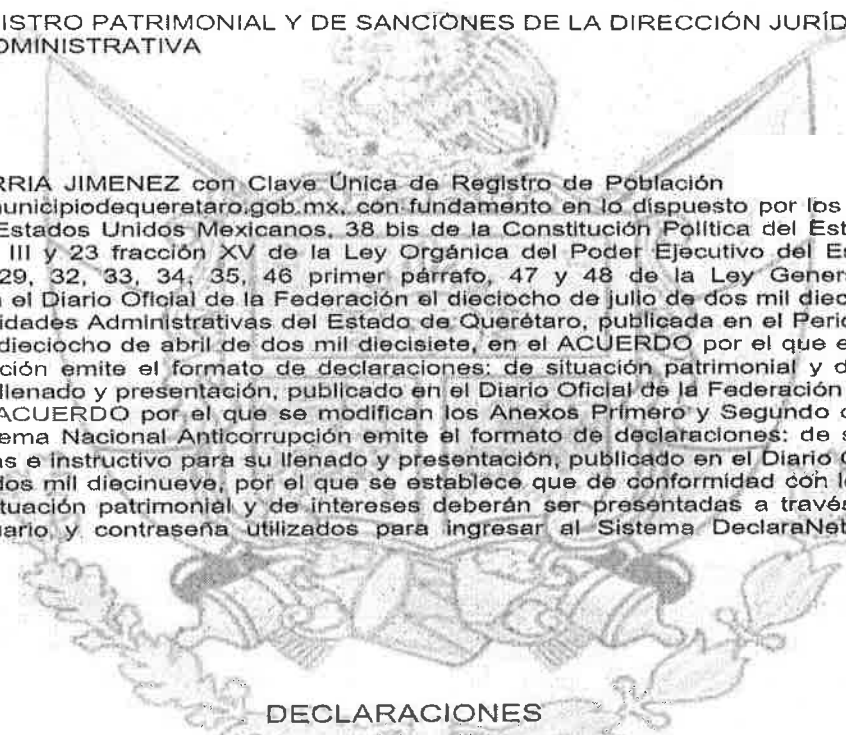 ISTRO PATRIMONIAL Y DE SANCIONES DE LA DIRECCIÓN JURÍD
DMINISTRATIVA
RRIA JIMENEZ con Clave Única de Registro de Población
unicipiodequeretaro.gob.mx, con fundamento en lo dispuesto por los
Estados Unidos Mexicanos, 38 bis de la Constitución Política del Est
III y 23 fracción XV de la Ley Orgánica del Poder Ejecutivo del Es
29, 32, 33, 34, 35, 46 primer párrafo, 47 y 48 de la Ley Gener
el Diario Oficial de la Federación el dieciocho de julio de dos mil diec
idades Administrativas del Estado de Querétaro, publicada en el Peric
dieciocho de abril de dos mil diecisiete, en el ACUERDO por el que e
ción emite el formato de declaraciones: de situación patrimonial y d
llenado y presentación, publicado en el Diario Oficial de la Federación
ACUERDO por el que se modifican los Anexos Primero y Segundo d
ema Nacional Anticorrupción emite el formato de declaraciones: de s
as e instructivo para su llenado y presentación, publicado en el Diario O
dos mil diecinueve, por el que se establece que de conformidad con l
tuación patrimonial y de intereses deberán ser presentadas a través
uario y contraseña utilizados para ingresar al Sistema DeclaraNet
DECLARACIONES